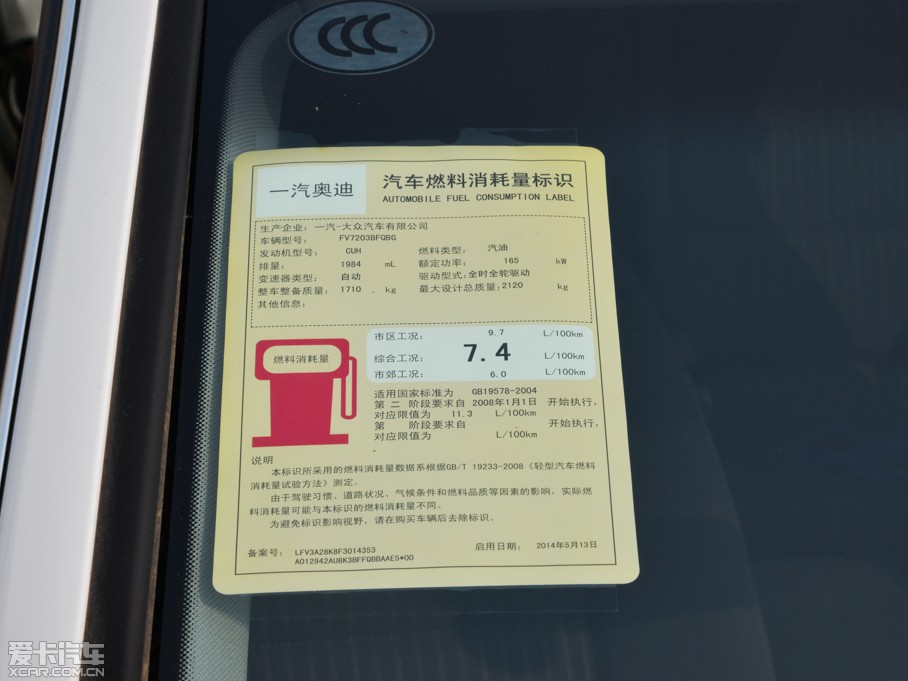 CCC
S
一汽奥迪
汽车燃料消耗量标识
AUTOMOBILE FUEL CONSUMPTION LABEL
生产企业：一汽-大众汽车有限公司
车辆型号： FV7203BFQBG
发动机型号： CUH 燃料类型： 汽油
排量： 1984 mL 额定功率： 165 kW
变速器类型： 自动 驱动型式：全时全轮驱动
整车整备质量： 1710 . kg 最大设计总质量：2120 kg
其他信息：
燃料消耗量
市区工况： 9.7 L/100km
综合工况： 7.4 L/100km
市郊工况： 6.0 L/100km
适用国家标准为 GB19578-2004
第 二 阶段要求自 2008年1月1日 开始执行，
对应限值为 11.3 L/100km
第 阶段要求自 开始执行，
对应限值为 L/100km
说明
本标识所采用的燃料消耗量数据系根据GB/T 19233-2008《轻型汽车燃料
消耗量试验方法》测定。
由于驾驶习惯、道路状况、气候条件和燃料品质等因素的影响，实际燃
料消耗量可能与本标识的燃料消耗量不同。
为避免标识影响视野，请在购买车辆后去除标识。
备案号： LFV3A28K8F3014353 启用日期： 2014年5月13日
A012942AU8K3BFFQBBAAE5*00
爱卡汽车
XCAR.COM.CN